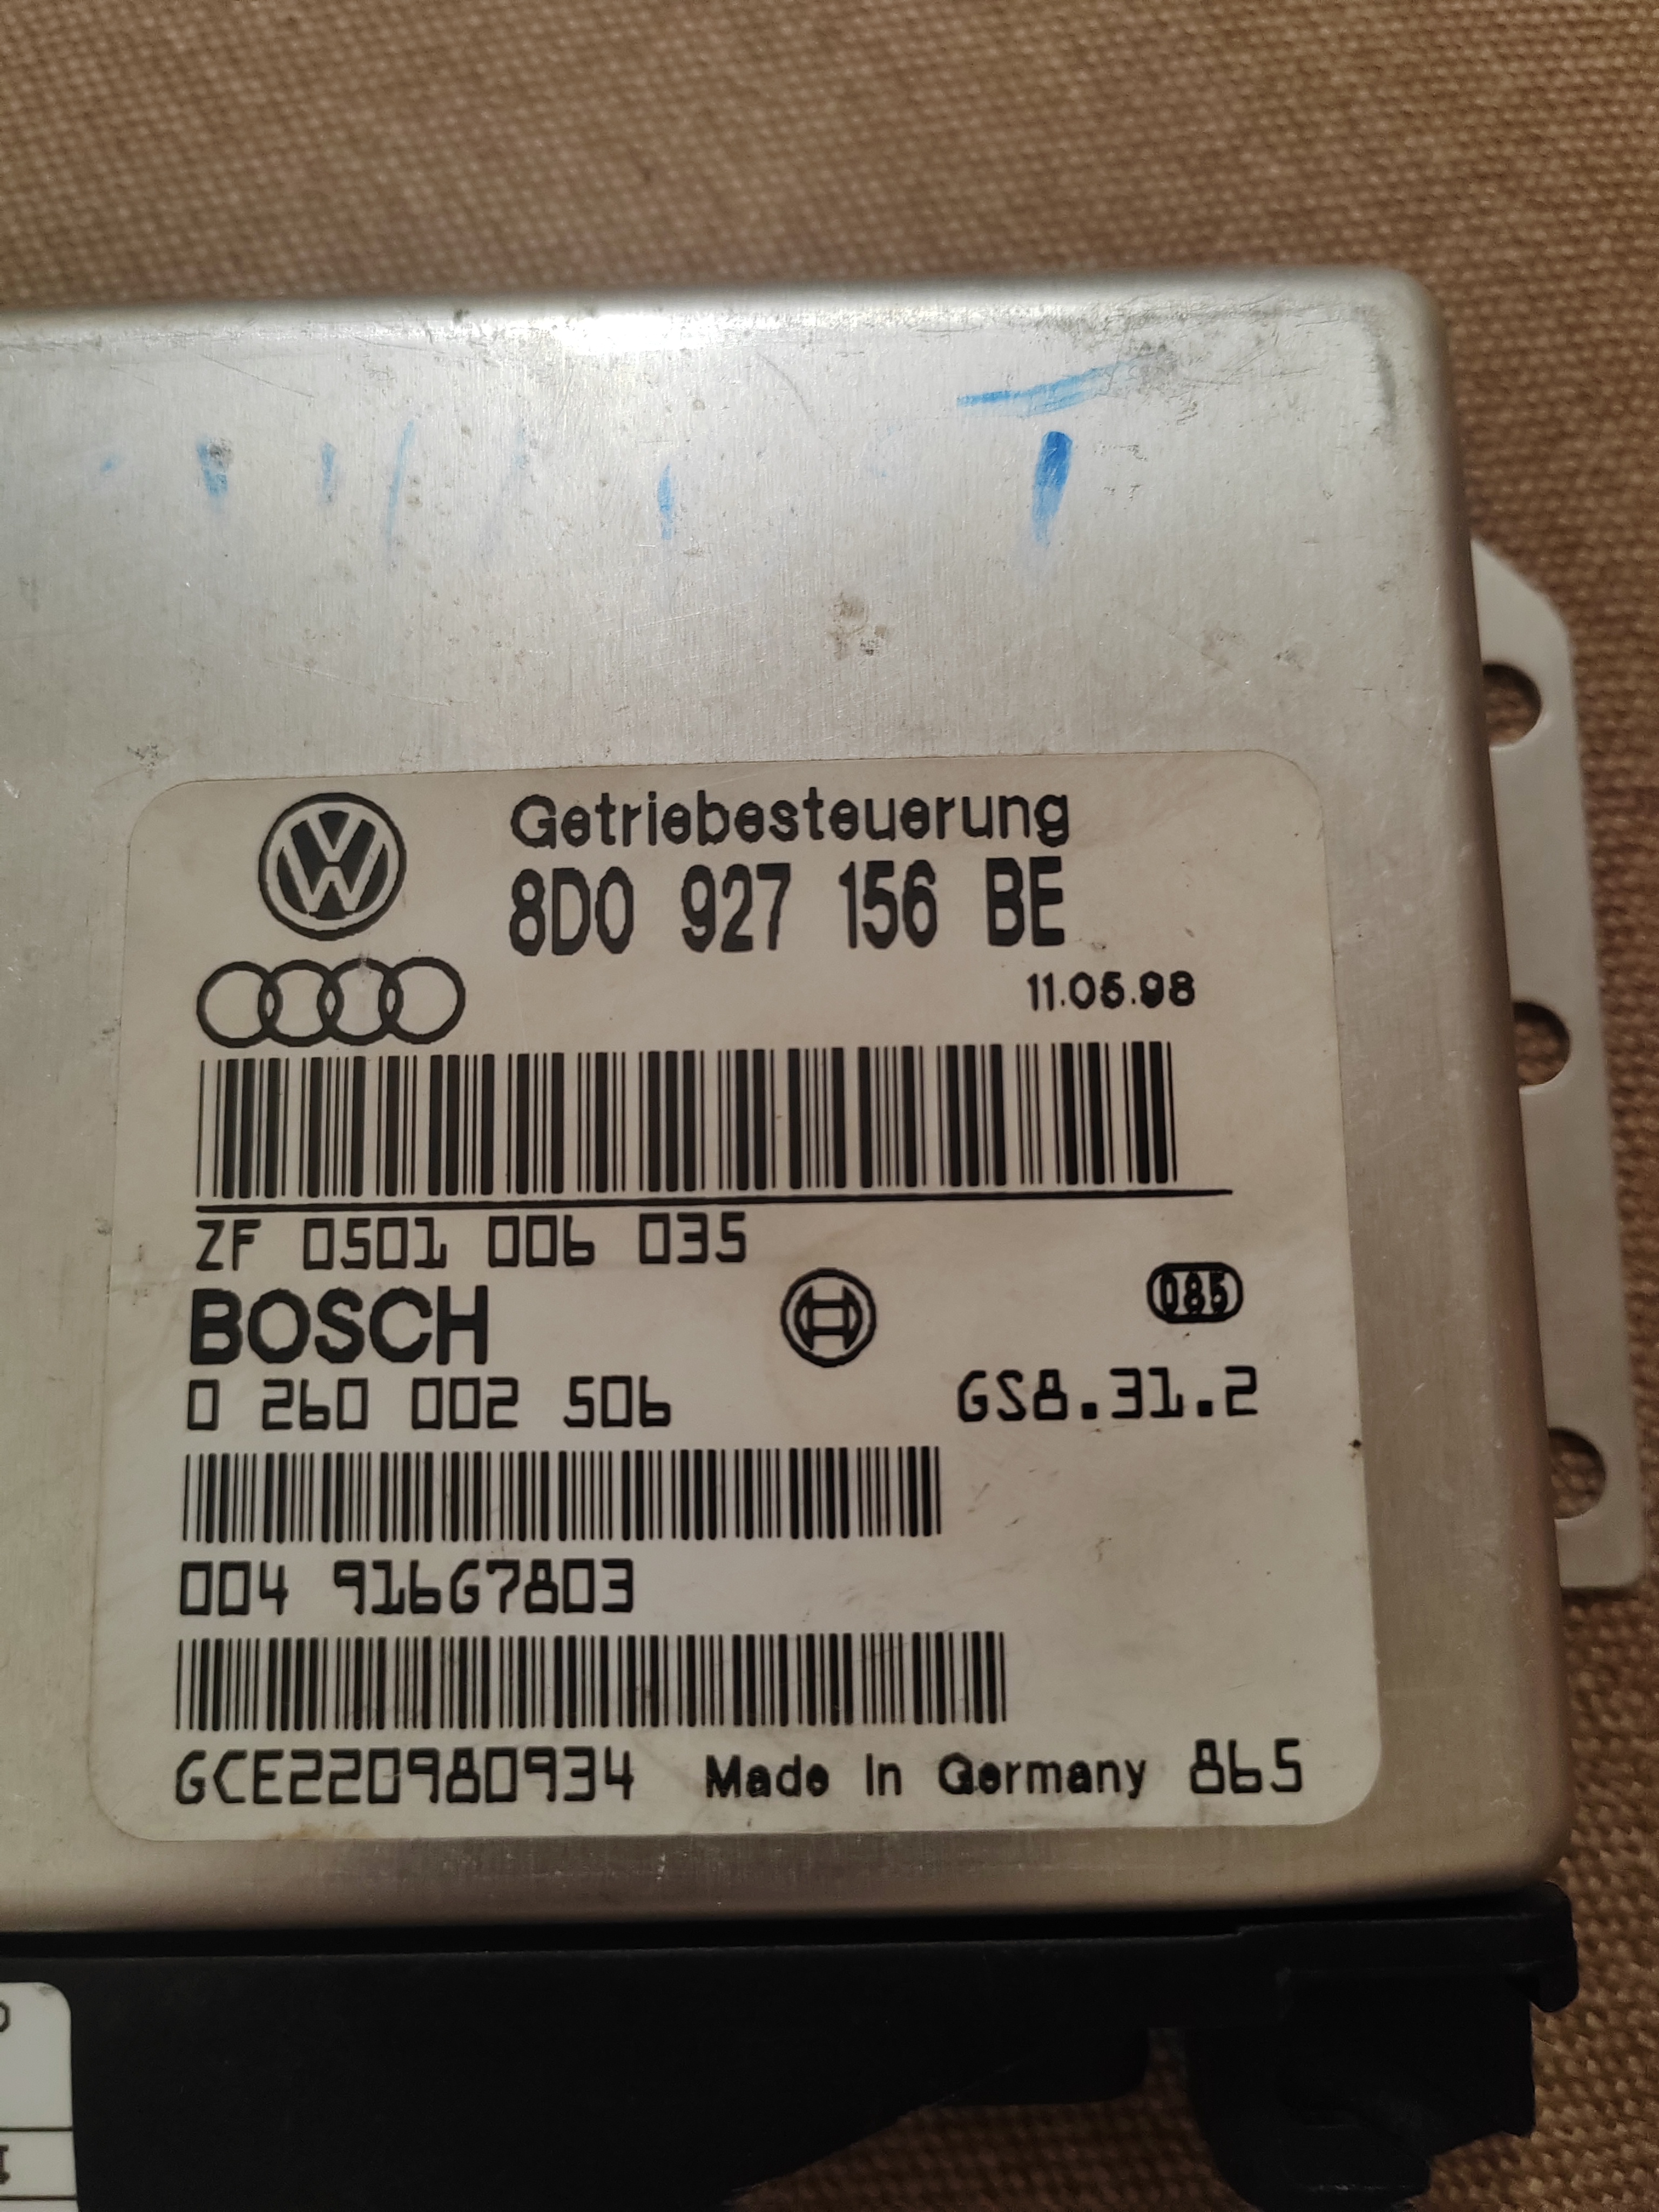 Getriebesteuerung
8D0 927 156 BE
11.05.98
ZF 0501 006 035
BOSCH
085
0 260 002 506 GS8.31.2
004 916G7803
GCE220980934 Made In Germany 865